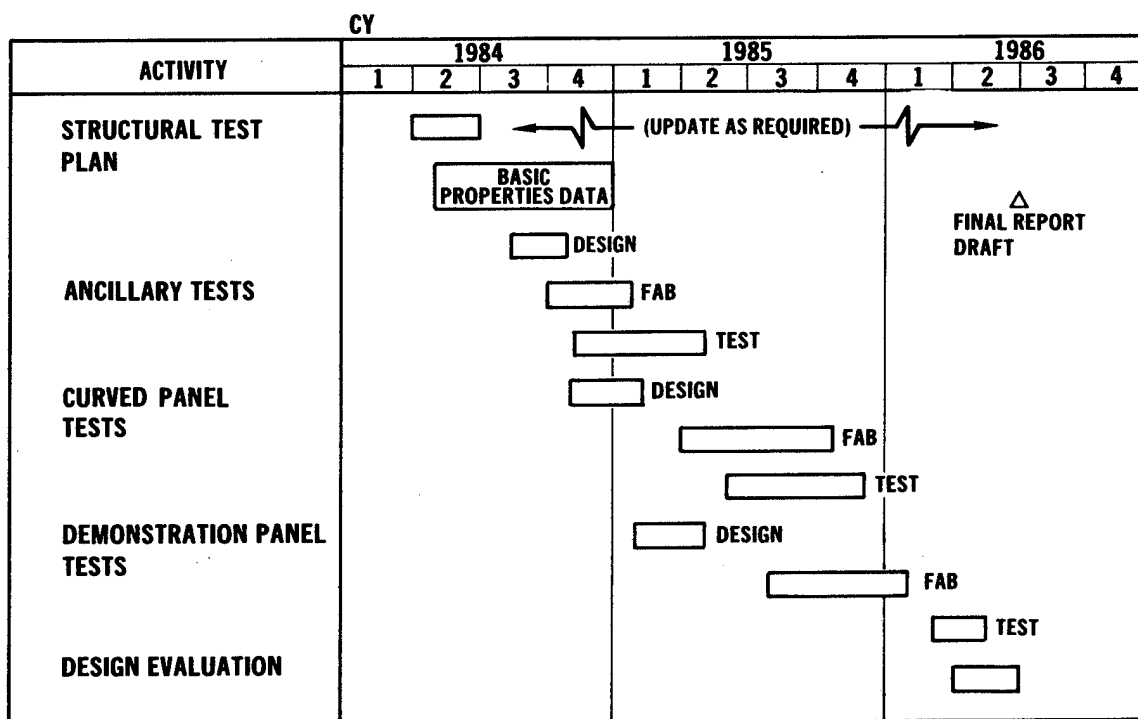 CY
ACTIVITY
1984 1985 1986
1 2 3 4 1 2 3 4 1 2 3 4
STRUCTURAL TEST
PLAN
(UPDATE AS REQUIRED)
BASIC
PROPERTIES DATA
FINAL REPORT
DRAFT
DESIGN
ANCILLARY TESTS
FAB
TEST
CURVED PANEL
TESTS
DESIGN
FAB
TEST
DEMONSTRATION PANEL
TESTS
DESIGN
FAB
TEST
DESIGN EVALUATION